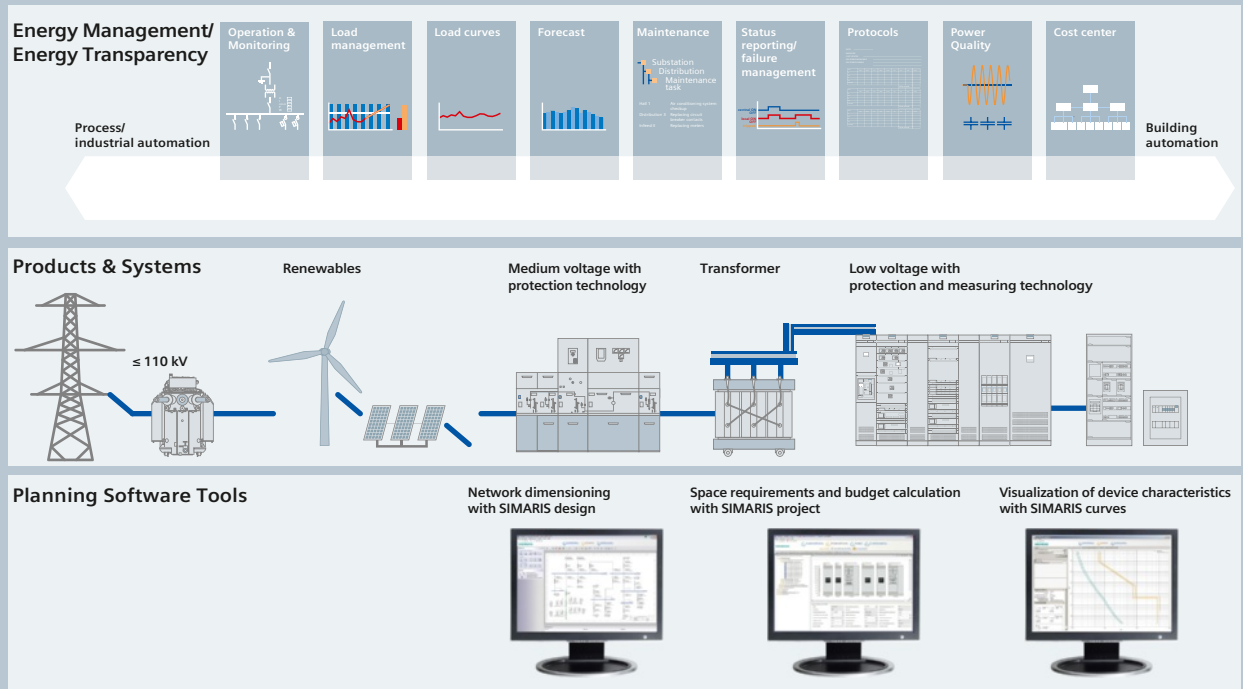 Energy Management/
Energy Transparency
Process/
industrial automation
Operation &
Monitoring
Load
management
Load curves
Forecast
Maintenance
Substation
Distribution
Maintenance
task
Status
reporting/
failure
management
Protocols
Power
Quality
Cost center
Building
automation
Products & Systems
≤ 110 kV
Renewables
Medium voltage with
protection technology
Transformer
Low voltage with
protection and measuring technology
Planning Software Tools
Network dimensioning
with SIMARIS design
Space requirements and budget calculation
with SIMARIS project
Visualization of device characteristics
with SIMARIS curves